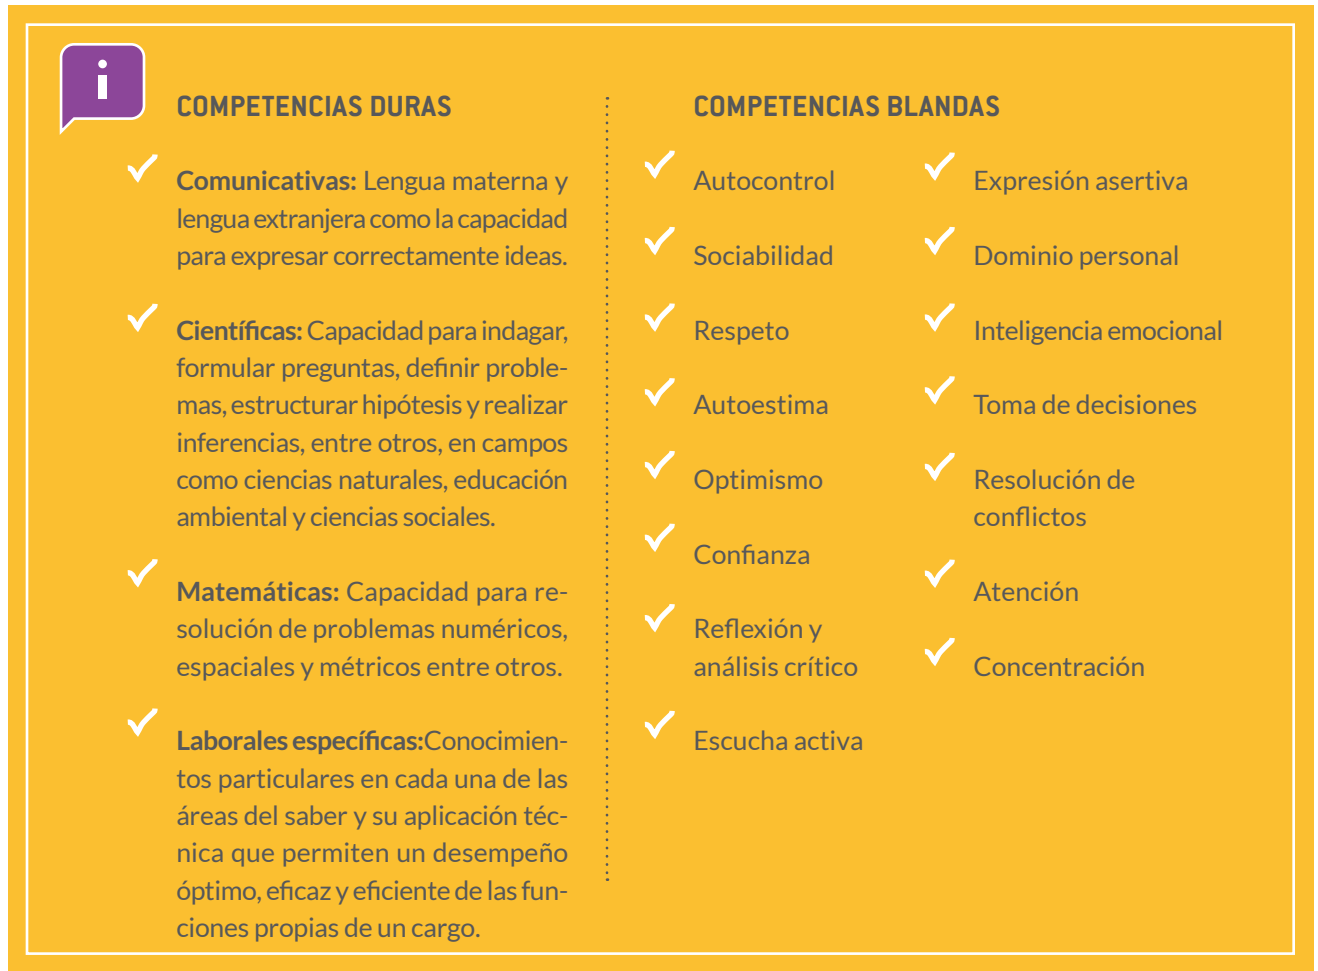 i
COMPETENCIAS DURAS
Comunicativas: Lengua materna y
lengua extranjera como la capacidad
para expresar correctamente ideas.
Científicas: Capacidad para indagar,
formular preguntas, definir proble-
mas, estructurar hipótesis y realizar
inferencias, entre otros, en campos
como ciencias naturales, educación
ambiental y ciencias sociales.
Matemáticas: Capacidad para re-
solución de problemas numéricos,
espaciales y métricos entre otros.
Laborales específicas:Conocimien-
tos particulares en cada una de las
áreas del saber y su aplicación téc-
nica que permiten un desempeño
óptimo, eficaz y eficiente de las fun-
ciones propias de un cargo.
COMPETENCIAS BLANDAS
Autocontrol
Sociabilidad
Respeto
Autoestima
Optimismo
Confianza
Reflexión y
análisis crítico
Escucha activa
Expresión asertiva
Dominio personal
Inteligencia emocional
Toma de decisiones
Resolución de
conflictos
Atención
Concentración